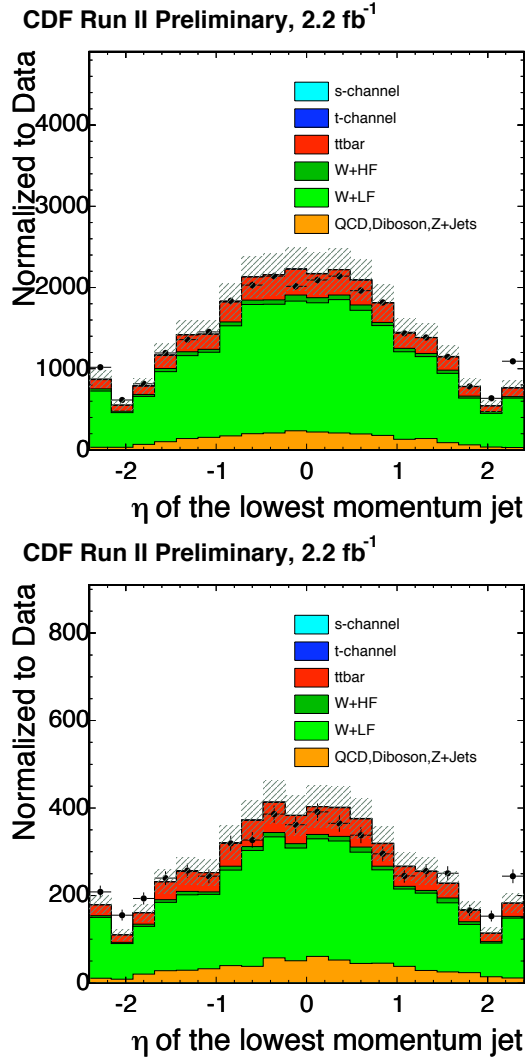 CDF Run II Preliminary, 2.2 fb-1
Normalized to Data
4000
3000
2000
1000
0
s-channel
t-channel
ttbar
W+HF
W+LF
QCD,Diboson,Z+Jets
-2 -1 0 1 2
η of the lowest momentum jet
CDF Run II Preliminary, 2.2 fb-1
Normalized to Data
800
600
400
200
0
s-channel
t-channel
ttbar
W+HF
W+LF
QCD,Diboson,Z+Jets
-2 -1 0 1 2
η of the lowest momentum jet